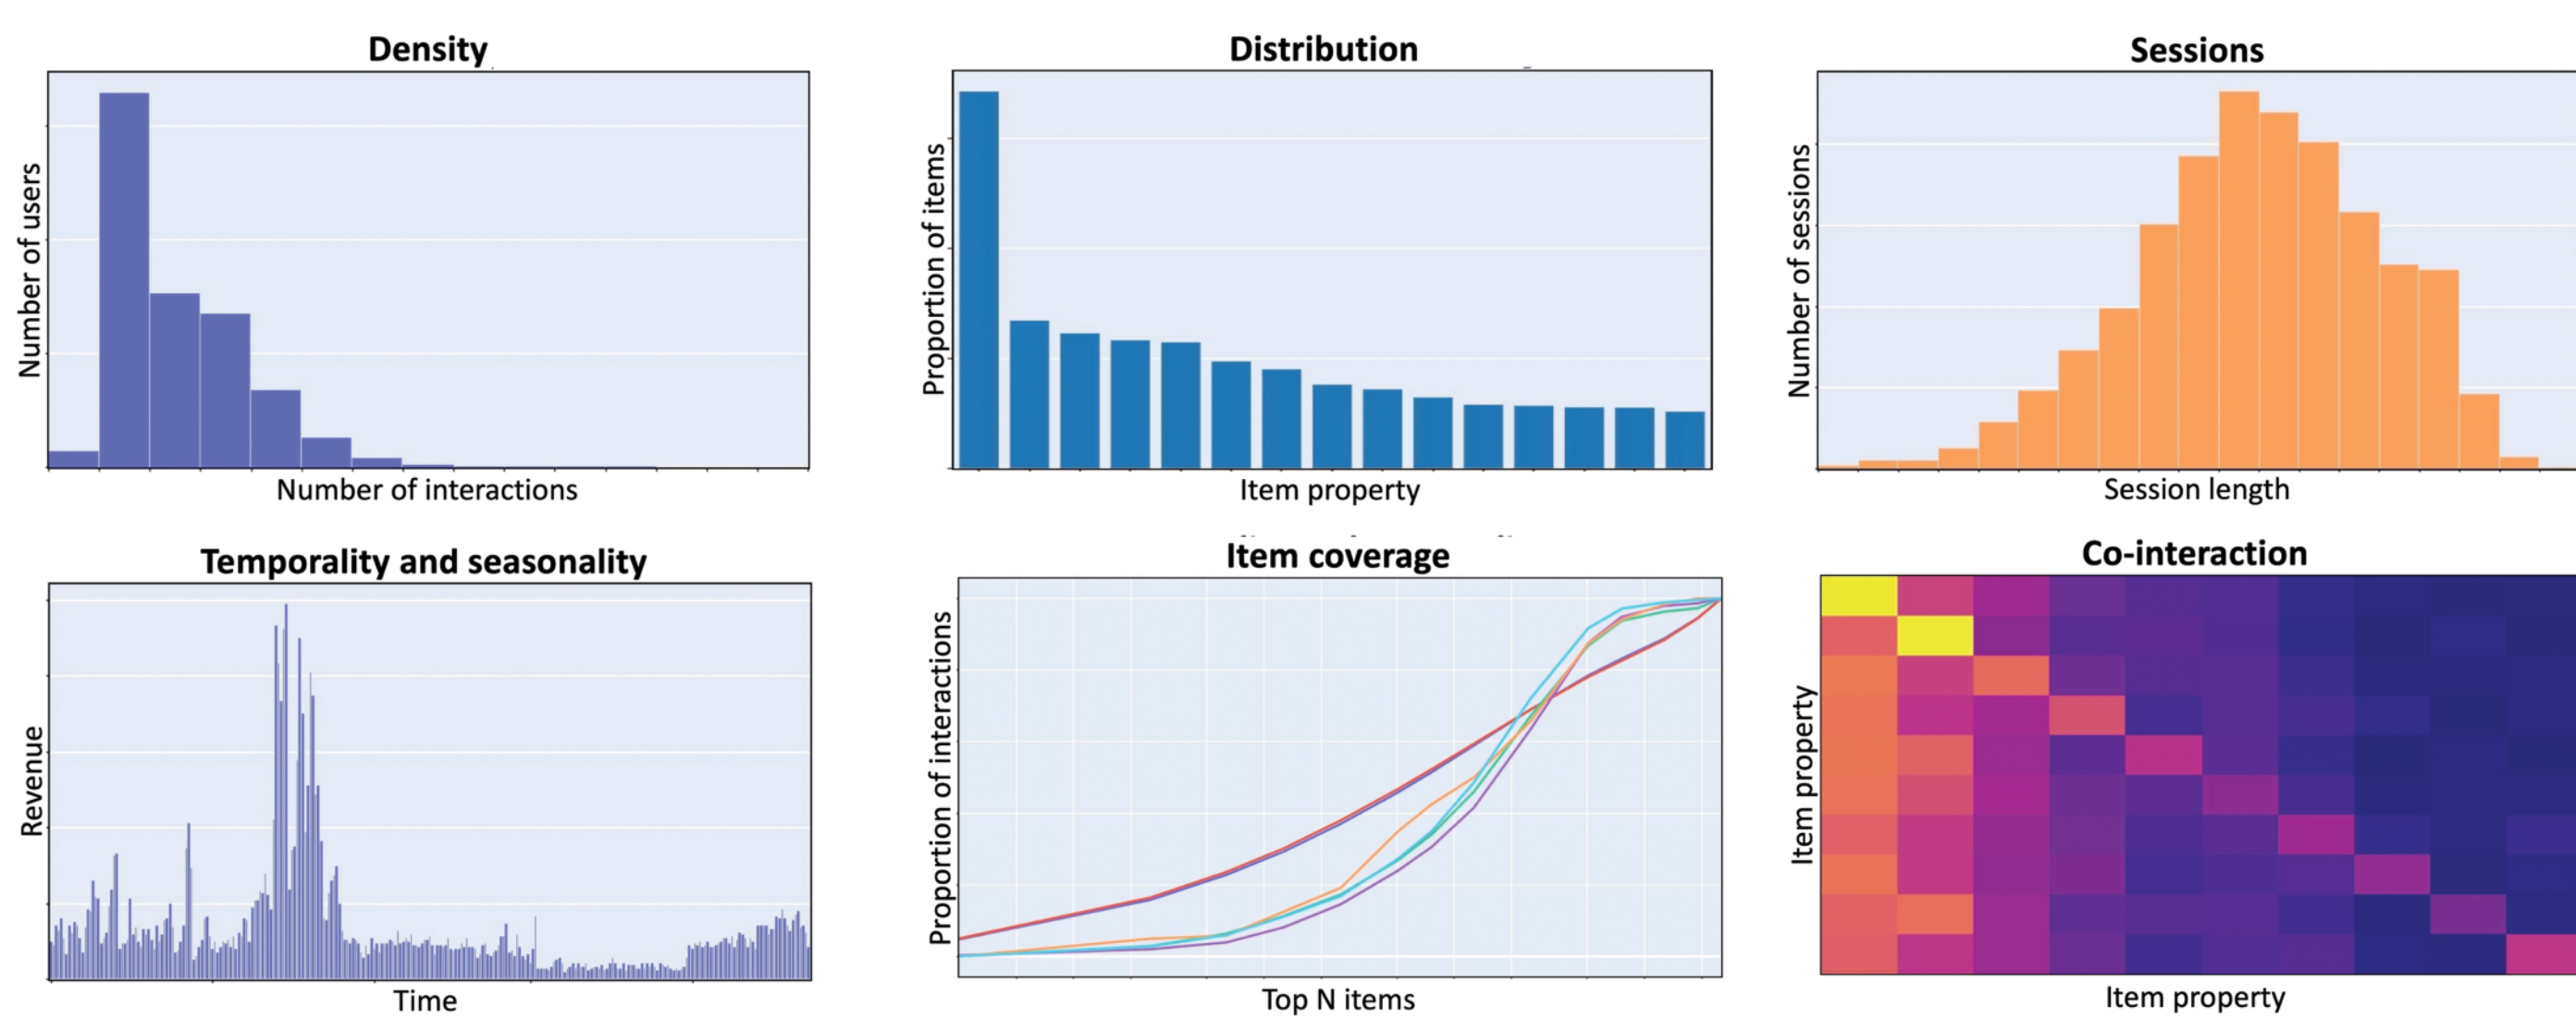 Density
Number of users
Number of interactions
Distribution
Proportion of items
Item property
Sessions
Number of sessions
Session length
Temporality and seasonality
Revenue
Time
Item coverage
Proportion of interactions
Top N items
Co-interaction
Item property
Item property